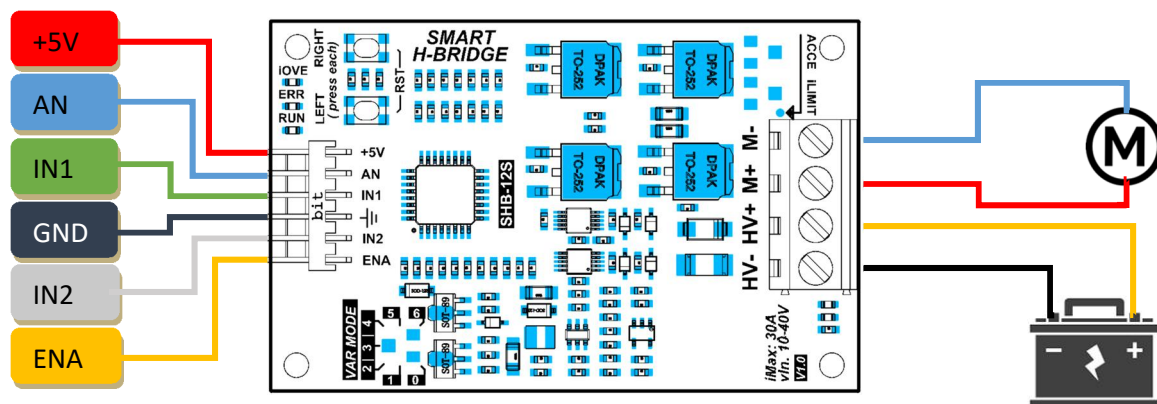 +5V
AN
IN1
GND
IN2
ENA
iOVE
ERR
RUN
RIGHT
LEFT
(press each)
RST
SMART
H-BRIDGE
DPAK
TO-252
DPAK
TO-252
DPAK
TO-252
DPAK
TO-252
ACCE
iLIMIT
+5V
AN
IN1
IN2
ENA
bit
SHB-12S
M-
M+
HV+
HV-
VAR MODE
2 3 4
5 6
1 0
SOT-89
SOT-89
iMax: 30A
vIn. 10-40V
V1.0
M
- +